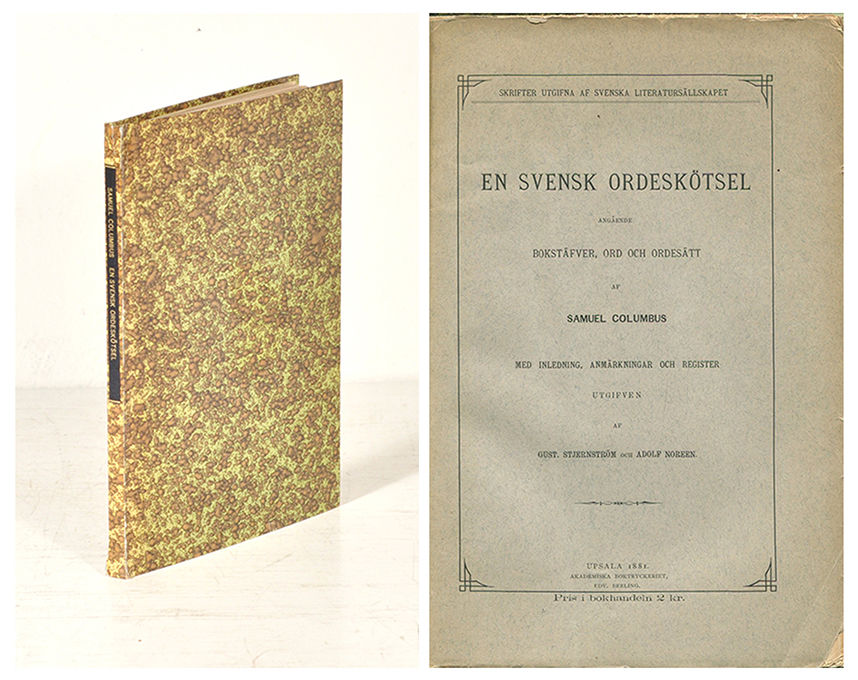 SAMUEL COLUMBUS EN SVENSK ORDESKÖTSEL
SKRIFTER UTGIFNA AF SVENSKA LITERATURSÄLLSKAPET
EN SVENSK ORDESKÖTSEL
ANGÅENDE
BOKSTÄFVER, ORD OCH ORDESÄTT
AF
SAMUEL COLUMBUS
MED INLEDNING, ANMÄRKNINGAR OCH REGISTER
UTGIFVEN
AF
GUST. STJERNSTRÖM OCH ADOLF NOREEN.
UPSALA 1881.
AKADEMISKA BOKTRYCKERIET,
EDV. BERLING.
Pris i bokhandeln 2 kr.